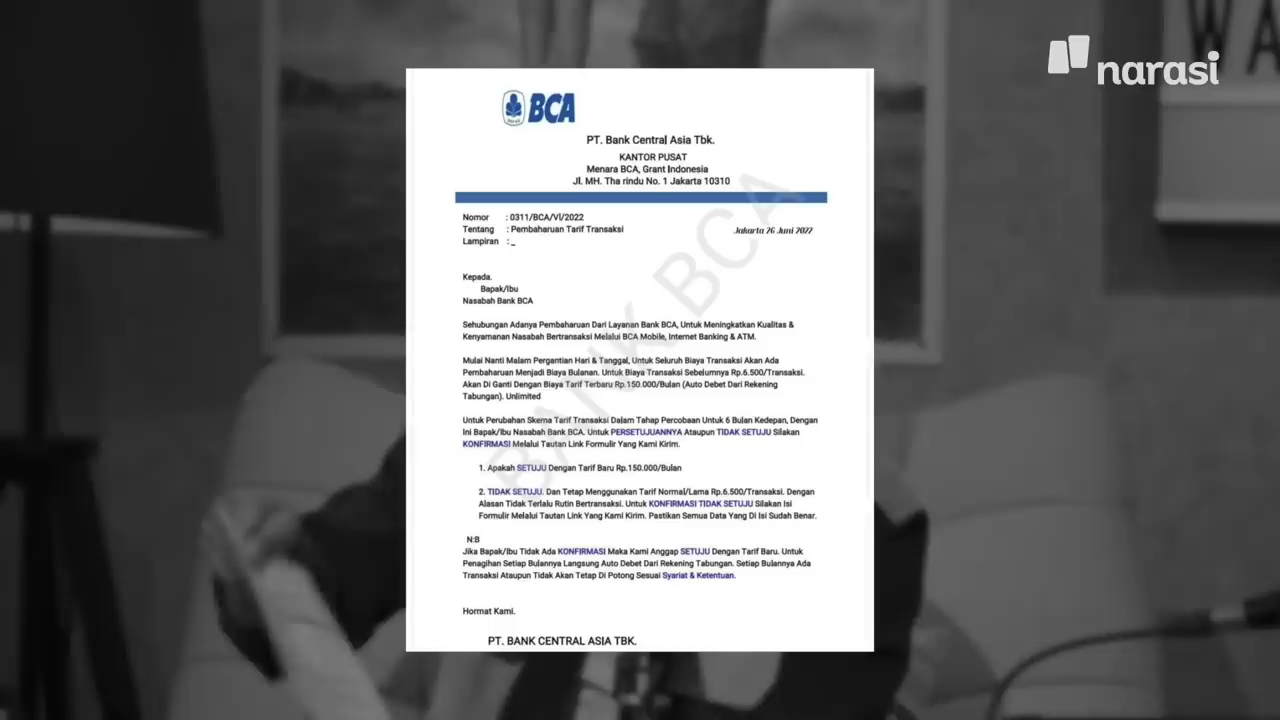 narasi
WA
BCA
PT. Bank Central Asia Tbk.
KANTOR PUSAT
Menara BCA, Grant Indonesia
Jl. MH. Tha rindu No. 1 Jakarta 10310
Nomor : 0311/BCA/VI/2022
Tentang : Pembaharuan Tarif Transaksi
Jakarta 26 Juni 2022
Lampiran : _
Kepada.
Bapak/Ibu
Nasabah Bank BCA
BANK BCA
Sehubungan Adanya Pembaharuan Dari Layanan Bank BCA, Untuk Meningkatkan Kualitas &
Kenyamanan Nasabah Bertransaksi Melalui BCA Mobile, Internet Banking & ATM.
Mulai Nanti Malam Pergantian Hari & Tanggal, Untuk Seluruh Biaya Transaksi Akan Ada
Pembaharuan Menjadi Biaya Bulanan. Untuk Biaya Transaksi Sebelumnya Rp.6.500/Transaksi.
Akan Di Ganti Dengan Biaya Tarif Terbaru Rp.150.000/Bulan (Auto Debet Dari Rekening
Tabungan). Unlimited
Untuk Perubahan Skema Tarif Transaksi Dalam Tahap Percobaan Untuk 6 Bulan Kedepan, Dengan
Ini Bapak/Ibu Nasabah Bank BCA. Untuk PERSETUJUANNYA Ataupun TIDAK SETUJU Silakan
KONFIRMASI Melalui Tautan Link Formulir Yang Kami Kirim.
1. Apakah SETUJU Dengan Tarif Baru Rp.150.000/Bulan
2. TIDAK SETUJU. Dan Tetap Menggunakan Tarif Normal/Lama Rp.6.500/Transaksi. Dengan
Alasan Tidak Terlalu Rutin Bertransaksi. Untuk KONFIRMASI TIDAK SETUJU Silakan Isi
Formulir Melalui Tautan Link Yang Kami Kirim. Pastikan Semua Data Yang Di Isi Sudah Benar.
N:B
Jika Bapak/Ibu Tidak Ada KONFIRMASI Maka Kami Anggap SETUJU Dengan Tarif Baru. Untuk
Penagihan Setiap Bulannya Langsung Auto Debet Dari Rekening Tabungan. Setiap Bulannya Ada
Transaksi Ataupun Tidak Akan Tetap Di Potong Sesuai Syariat & Ketentuan.
Hormat Kami.
PT. BANK CENTRAL ASIA TBK.